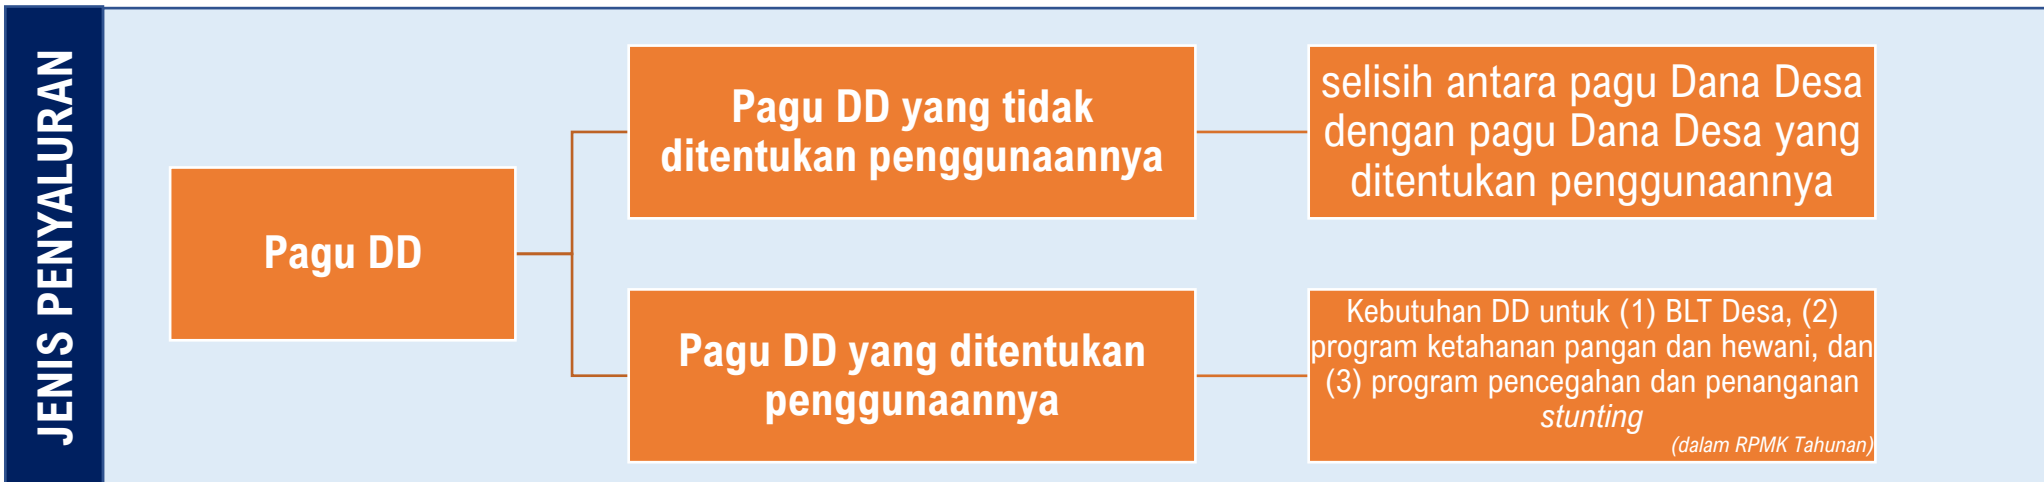 JENIS PENYALURAN
Pagu DD
Pagu DD yang tidak
ditentukan penggunaannya
selisih antara pagu Dana Desa
dengan pagu Dana Desa yang
ditentukan penggunaannya
Pagu DD yang ditentukan
penggunaannya
Kebutuhan DD untuk (1) BLT Desa, (2)
program ketahanan pangan dan hewani, dan
(3) program pencegahan dan penanganan
stunting
(dalam RPMK Tahunan)